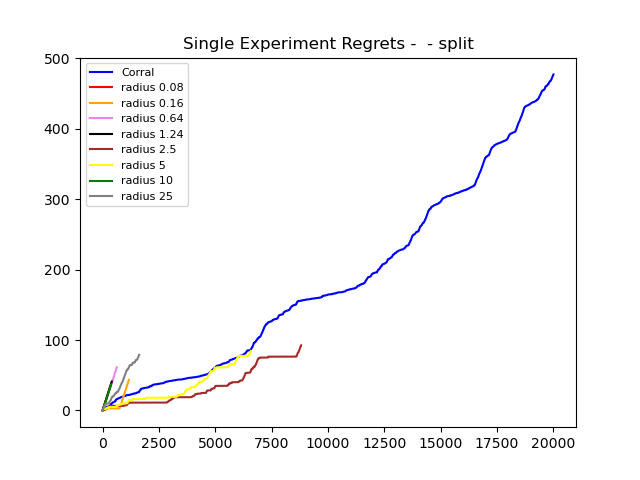 Single Experiment Regrets -  - split
500
400
300
200
100
0
Corral
radius 0.08
radius 0.16
radius 0.64
radius 1.24
radius 2.5
radius 5
radius 10
radius 25
0 2500 5000 7500 10000 12500 15000 17500 20000